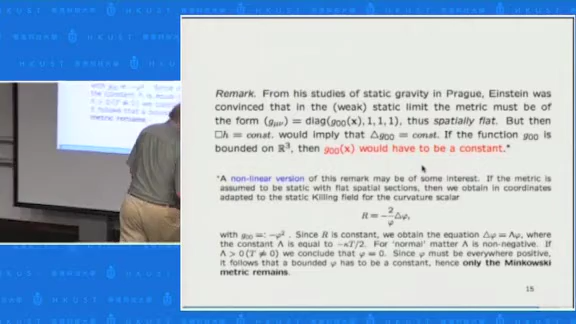 Remark. From his studies of static gravity in Prague, Einstein was
convinced that in the (weak) static limit the metric must be of
the form (gμν) = diag(g00(x), 1, 1, 1), thus spatially flat. But then
□h = const. would imply that △g00 = const. If the function g00 is
bounded on ℝ³, then g00(x) would have to be a constant.*
*A non-linear version of this remark may be of some interest. If the metric is
assumed to be static with flat spatial sections, then we obtain in coordinates
adapted to the static Killing field for the curvature scalar
R = −2/φ △φ,
with g00 =: −φ². Since R is constant, we obtain the equation △φ = Λφ, where
the constant Λ is equal to −κT/2. For 'normal' matter Λ is non-negative. If
Λ > 0 (T ≠ 0) we conclude that φ = 0. Since φ must be everywhere positive,
it follows that a bounded φ has to be a constant, hence only the Minkowski
metric remains.
15